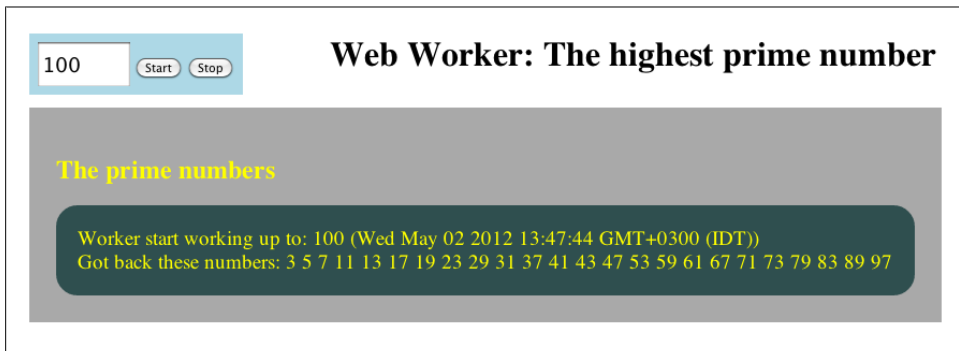 100
Start Stop
Web Worker: The highest prime number
The prime numbers
Worker start working up to: 100 (Wed May 02 2012 13:47:44 GMT+0300 (IDT))
Got back these numbers: 3 5 7 11 13 17 19 23 29 31 37 41 43 47 53 59 61 67 71 73 79 83 89 97